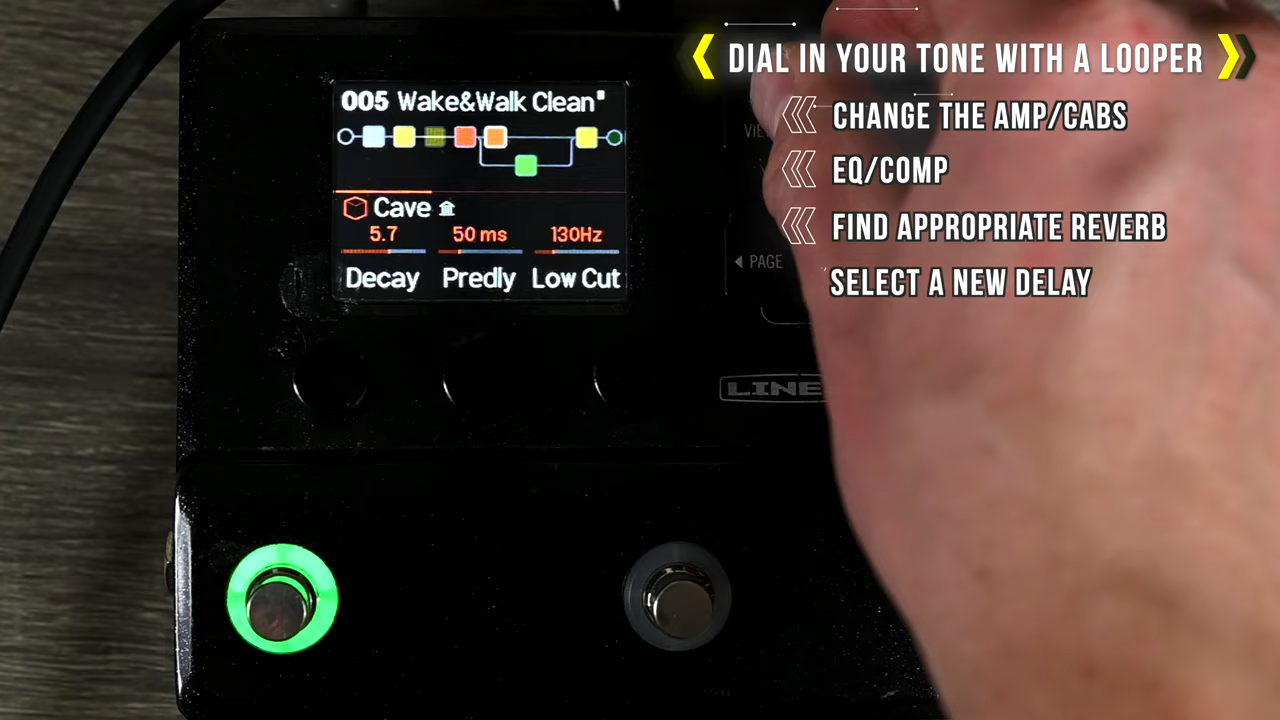 DIAL IN YOUR TONE WITH A LOOPER
CHANGE THE AMP/CABS
EQ/COMP
FIND APPROPRIATE REVERB
SELECT A NEW DELAY
005 Wake&Walk Clean"
Cave
5.7 50 ms 130Hz
Decay Predly Low Cut
PAGE
LINE